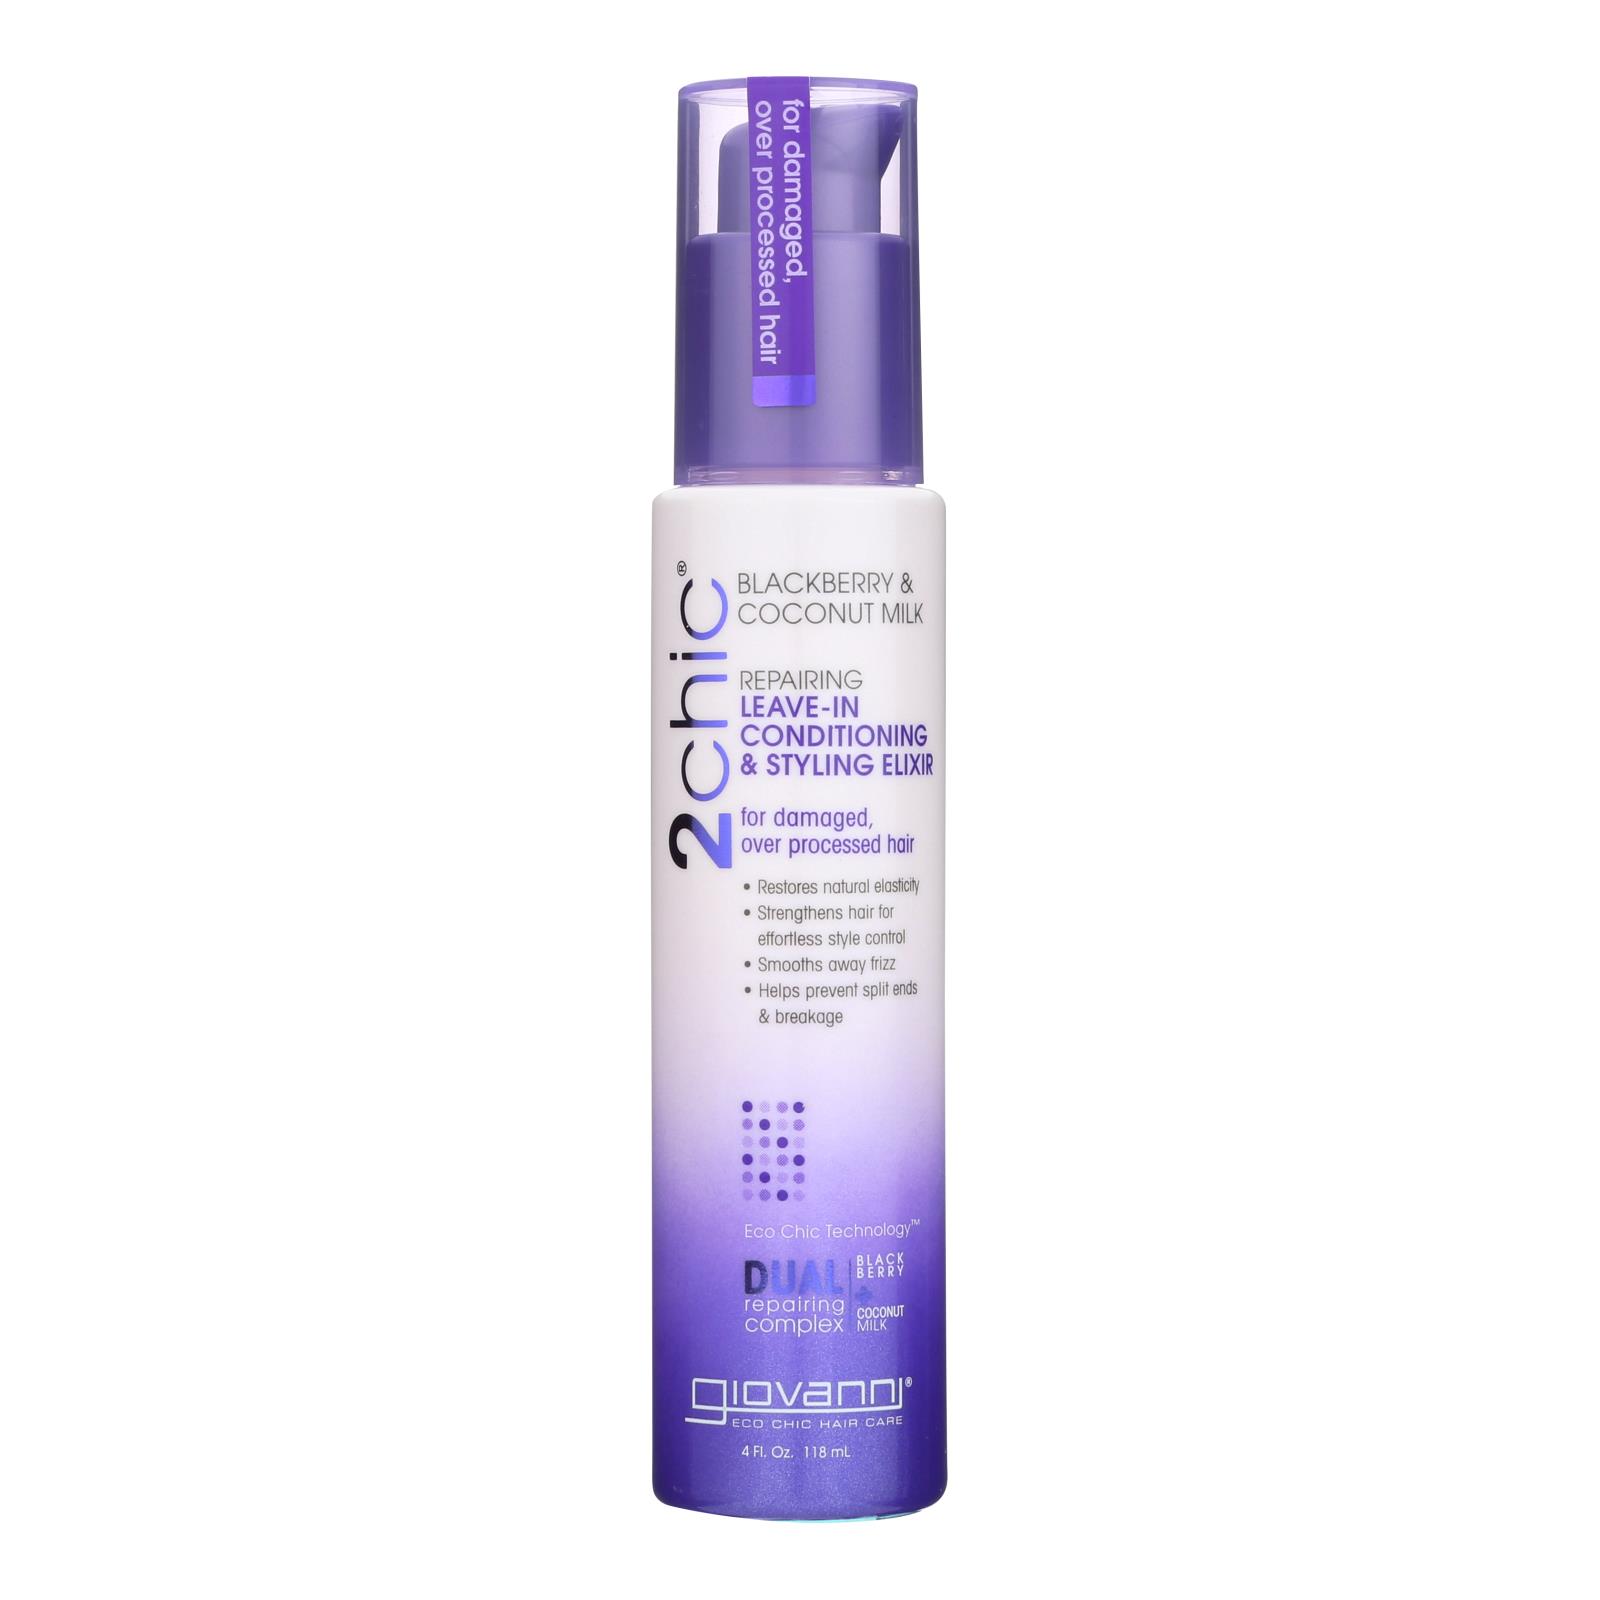 for damaged,
over processed hair
2chic®
BLACKBERRY &
COCONUT MILK
REPAIRING
LEAVE-IN
CONDITIONING
& STYLING ELIXIR
for damaged,
over processed hair
• Restores natural elasticity
• Strengthens hair for
effortless style control
• Smooths away frizz
• Helps prevent split ends
& breakage
Eco Chic Technology™
DUAL
repairing
complex
BLACK
BERRY
+
COCONUT
MILK
giovanni®
ECO CHIC HAIR CARE
4 Fl. Oz. 118 mL